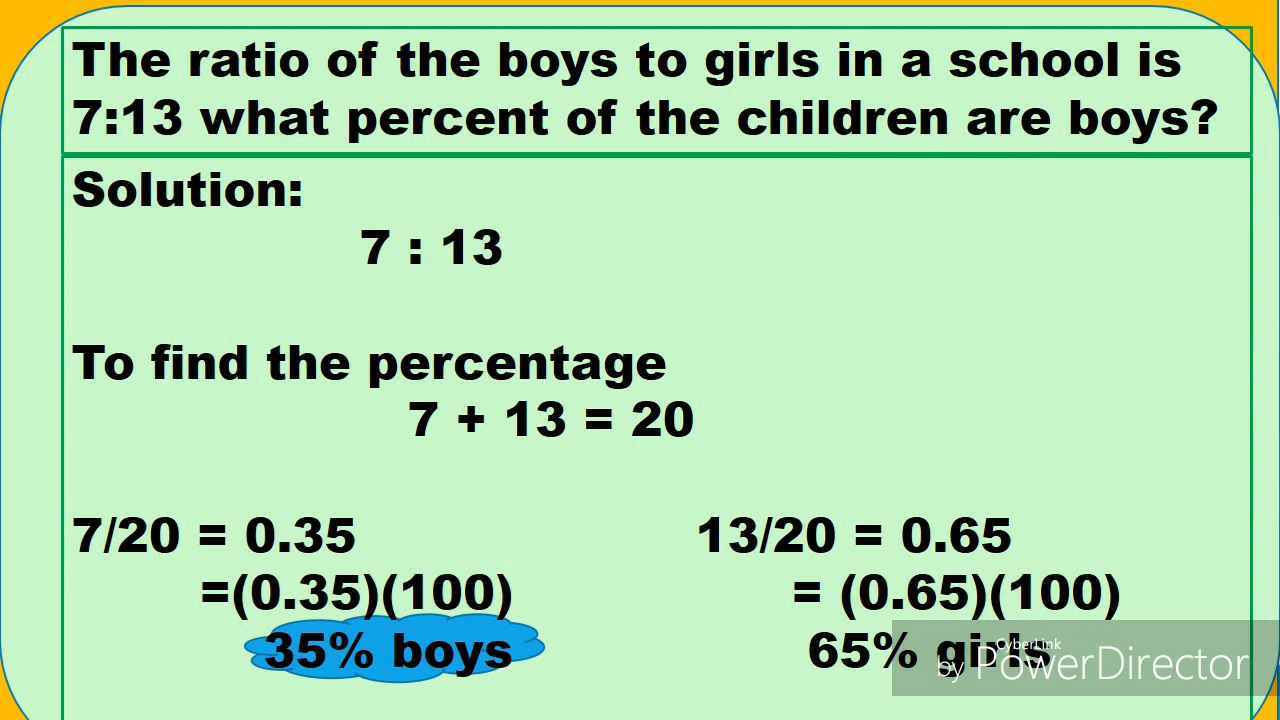 The ratio of the boys to girls in a school is
7:13 what percent of the children are boys?
Solution:
7 : 13
To find the percentage
7 + 13 = 20
7/20 = 0.35 13/20 = 0.65
=(0.35)(100) = (0.65)(100)
35% boys 65% girls
CyberLink
by PowerDirector